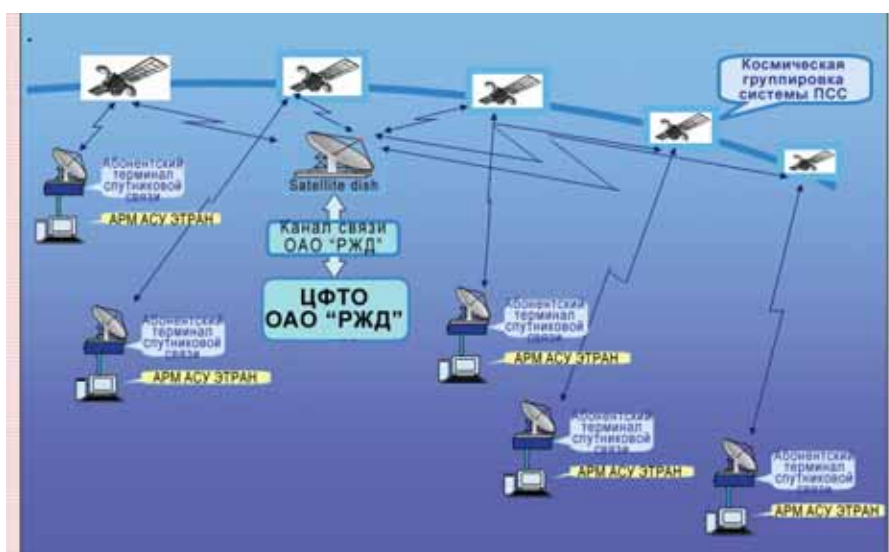 Космическая
группировка
системы ПСС
Абонентский
терминал
спутниковой
связи
АРМ АСУ ЭТРАН
Satellite dish
Канал связи
ОАО “РЖД”
ЦФТО
ОАО “РЖД”
Абонентский
терминал
спутниковой
связи
АРМ АСУ ЭТРАН
Абонентский
терминал
спутниковой
связи
АРМ АСУ ЭТРАН
Абонентский
терминал
спутниковой
связи
АРМ АСУ ЭТРАН
Абонентский
терминал
спутниковой
связи
АРМ АСУ ЭТРАН